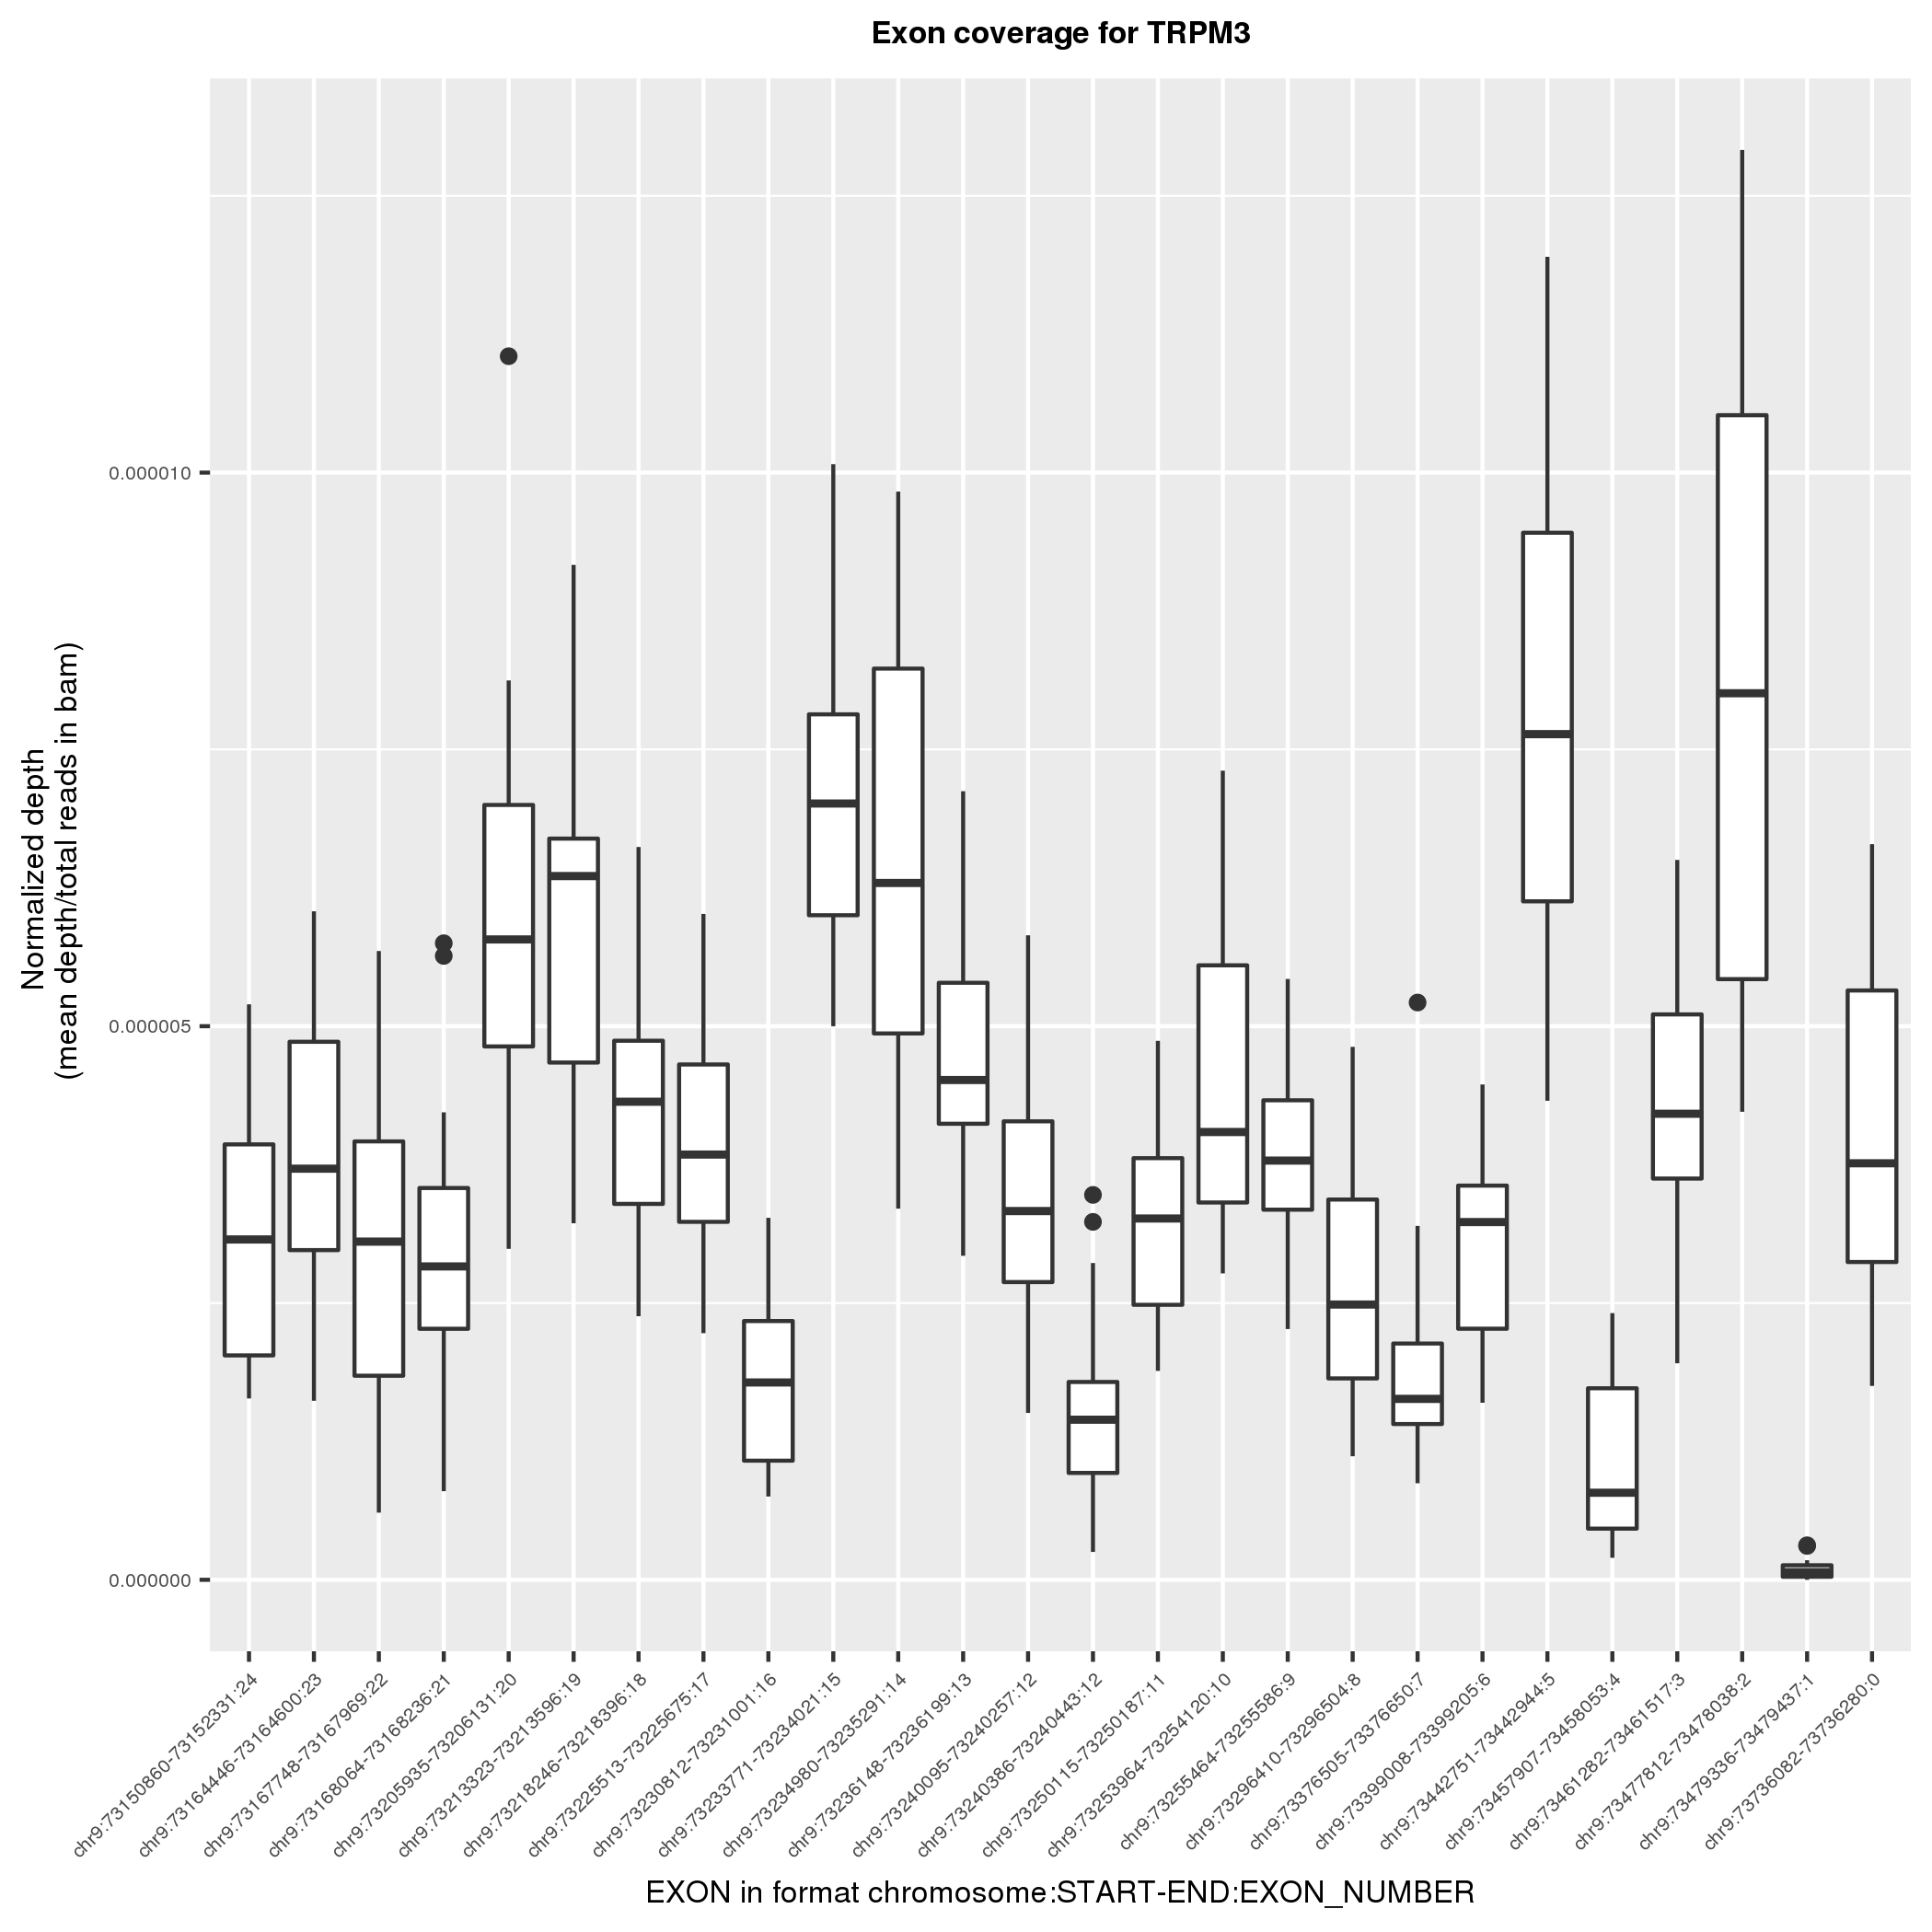 Exon coverage for TRPM3
Normalized depth
(mean depth/total reads in bam)
0.000010
0.000005
0.000000
chr9:73150860-73152331:24
chr9:73164446-73164600:23
chr9:73167748-73167969:22
chr9:73168064-73168236:21
chr9:73205935-73206131:20
chr9:73213323-73213596:19
chr9:73218246-73218396:18
chr9:73225513-73225675:17
chr9:73230812-73231001:16
chr9:73233771-73234021:15
chr9:73234980-73235291:14
chr9:73236148-73236199:13
chr9:73240095-73240257:12
chr9:73240386-73240443:12
chr9:73250115-73250187:11
chr9:73253964-73254120:10
chr9:73255464-73255586:9
chr9:73296410-73296504:8
chr9:73376505-73376650:7
chr9:73399008-73399205:6
chr9:73442751-73442944:5
chr9:73457907-73458053:4
chr9:73461282-73461517:3
chr9:73477812-73478038:2
chr9:73479336-73479437:1
chr9:73736082-73736280:0
EXON in format chromosome:START-END:EXON_NUMBER